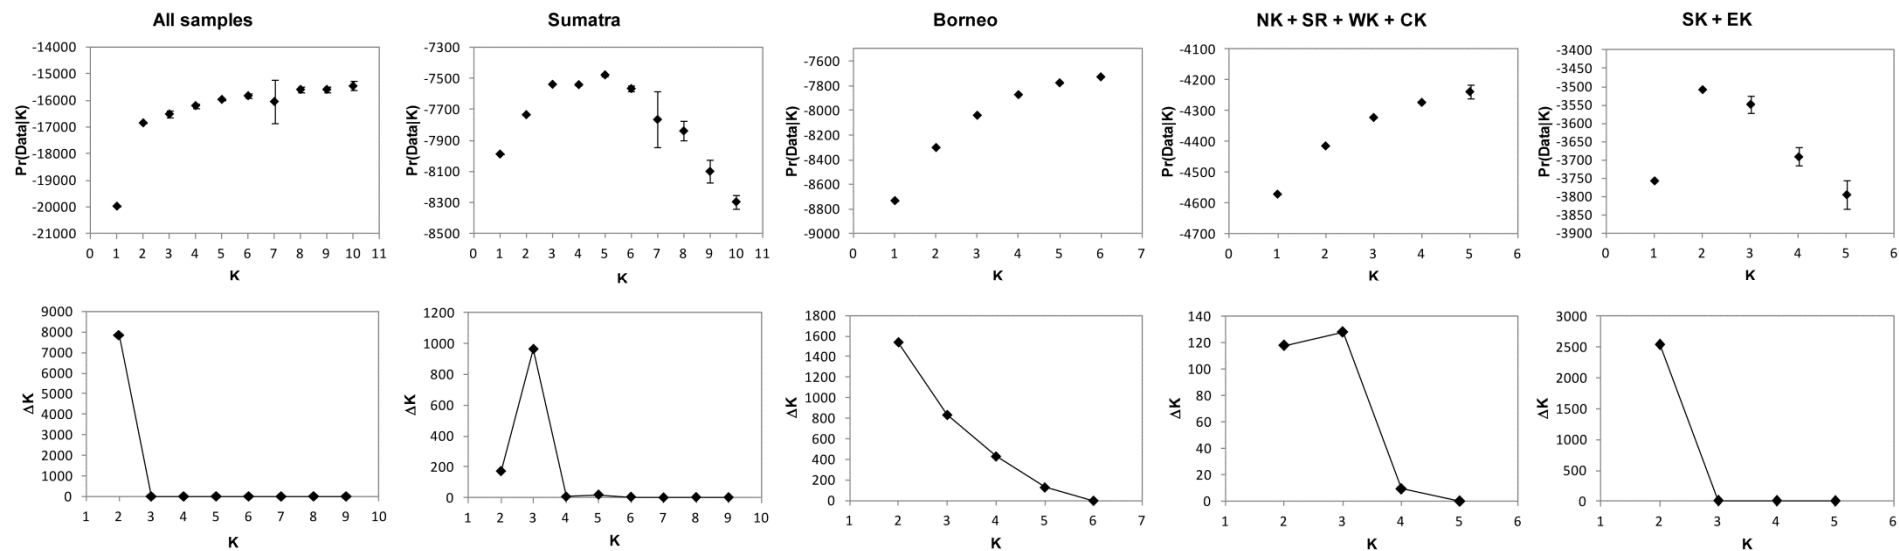 All samples
Sumatra
Borneo
NK + SR + WK + CK
SK + EK
Pr(Data|K)
-14000
-15000
-16000
-17000
-18000
-19000
-20000
-21000
0 1 2 3 4 5 6 7 8 9 10 11
K
Pr(Data|K)
-7300
-7500
-7700
-7900
-8100
-8300
-8500
0 1 2 3 4 5 6 7 8 9 10 11
K
Pr(Data|K)
-7600
-7800
-8000
-8200
-8400
-8600
-8800
-9000
0 1 2 3 4 5 6 7
K
Pr(Data|K)
-4100
-4200
-4300
-4400
-4500
-4600
-4700
0 1 2 3 4 5 6
K
Pr(Data|K)
-3400
-3450
-3500
-3550
-3600
-3650
-3700
-3750
-3800
-3850
-3900
0 1 2 3 4 5 6
K
ΔK
9000
8000
7000
6000
5000
4000
3000
2000
1000
0
1 2 3 4 5 6 7 8 9 10
K
ΔK
1200
1000
800
600
400
200
0
1 2 3 4 5 6 7 8 9 10
K
ΔK
1800
1600
1400
1200
1000
800
600
400
200
0
1 2 3 4 5 6 7
K
ΔK
140
120
100
80
60
40
20
0
1 2 3 4 5 6
K
ΔK
3000
2500
2000
1500
1000
500
0
1 2 3 4 5 6
K